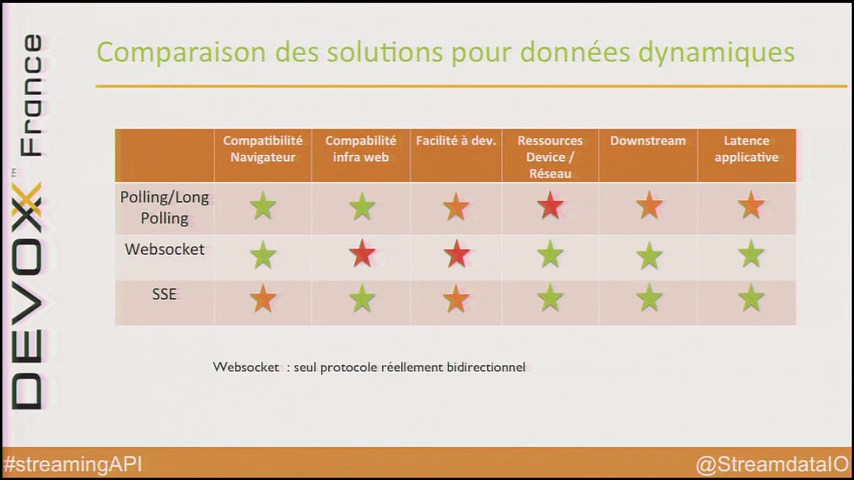 Comparaison des solutions pour données dynamiques
DEVOXX™ France
Compatibilité
Navigateur
Compabilité
infra web
Facilité à dev.
Ressources
Device /
Réseau
Downstream
Latence
applicative
Polling/Long
Polling
Websocket
SSE
Websocket : seul protocole réellement bidirectionnel
#streamingAPI
@StreamdataIO